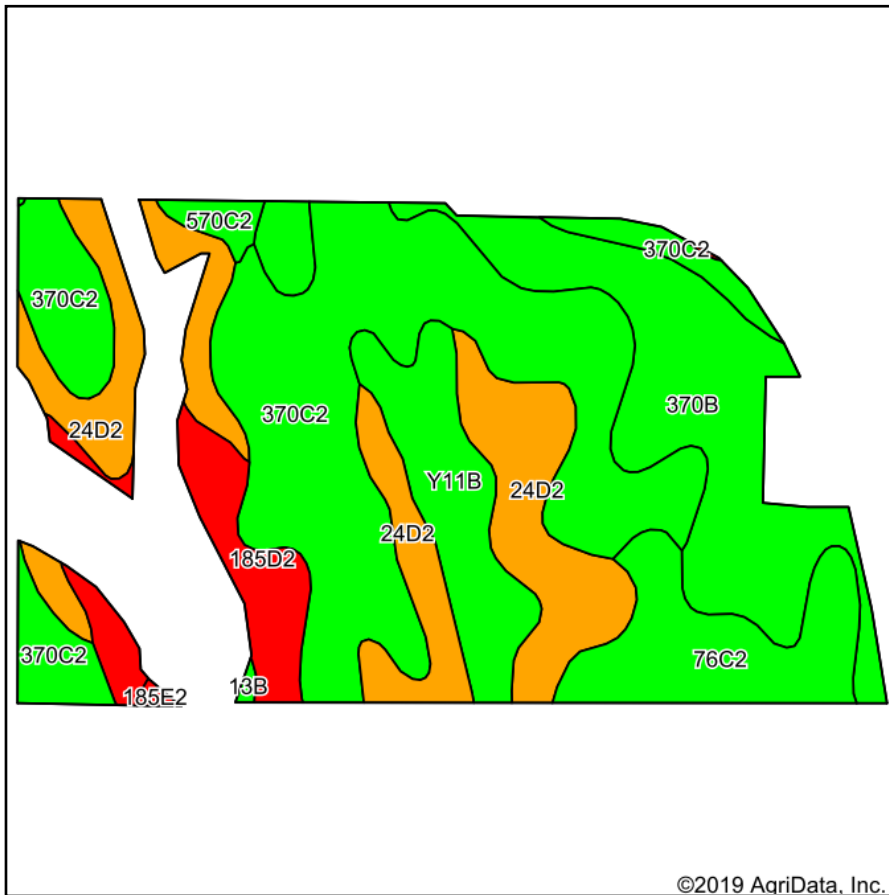 570C2
370C2
370C2
370B
370C2
24D2
Y11B
24D2
24D2
185D2
370C2
76C2
13B
185E2
©2019 AgriData, Inc.